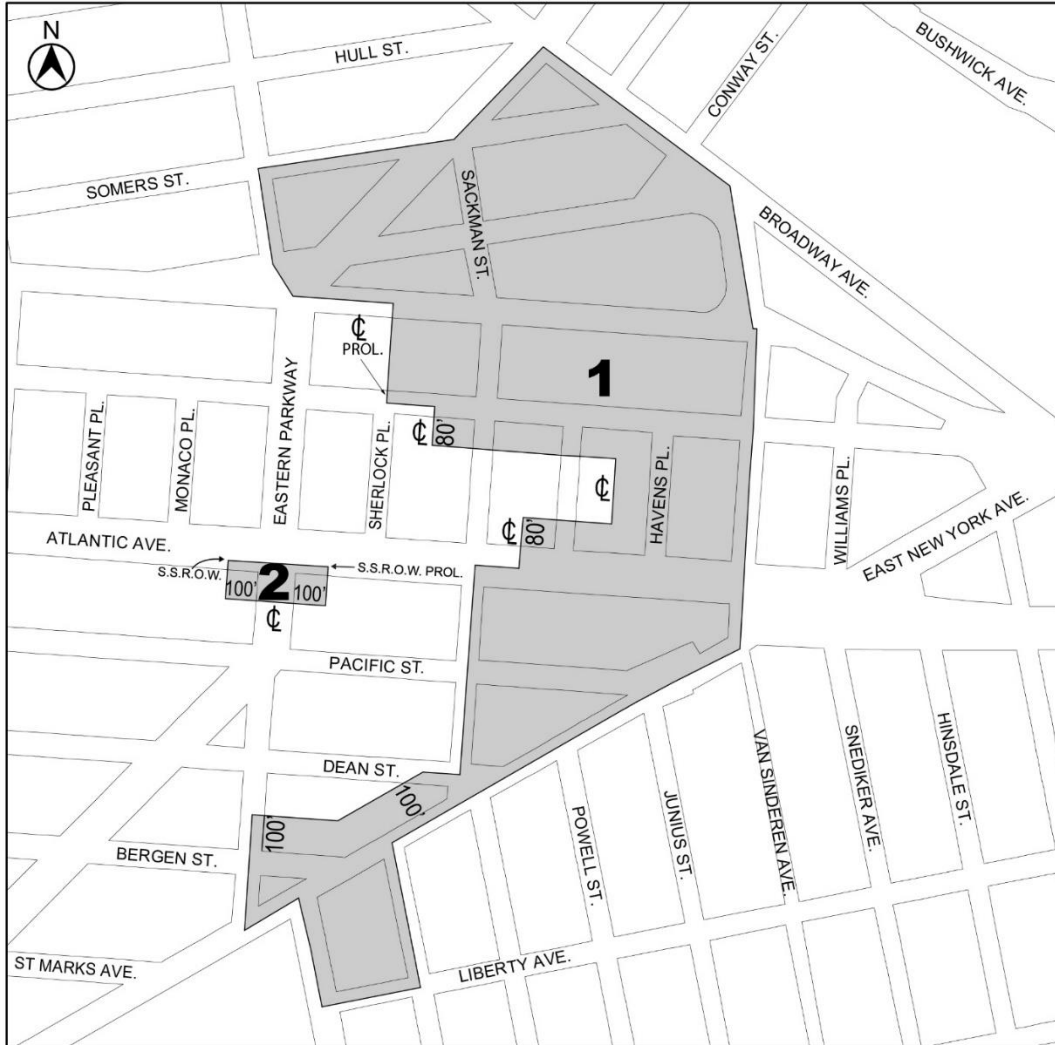 N
HULL ST.
CONWAY ST.
BUSHWICK AVE.
SOMERS ST.
SACKMAN ST.
BROADWAY AVE.
℄
PROL.
1
PLEASANT PL.
MONACO PL.
EASTERN PARKWAY
SHERLOCK PL.
℄
80'
℄
HAVENS PL.
WILLIAMS PL.
EAST NEW YORK AVE.
ATLANTIC AVE.
℄
80'
S.S.R.O.W.
S.S.R.O.W. PROL.
100'
2
100'
℄
PACIFIC ST.
DEAN ST.
100'
100'
BERGEN ST.
POWELL ST.
JUNIUS ST.
VAN SINDEREN AVE.
SNEDIKER AVE.
HINSDALE ST.
ST MARKS AVE.
LIBERTY AVE.